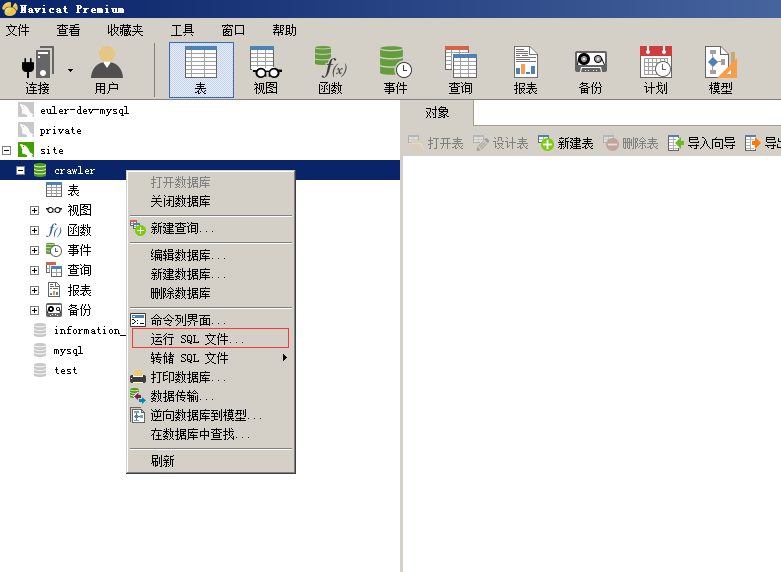 Navicat Premium
文件 查看 收藏夹 工具 窗口 帮助
连接 用户 表 视图 函数 事件 查询 报表 备份 计划 模型
f(x)
euler-dev-mysql
private
site
crawler
表
视图
f() 函数
事件
查询
报表
备份
information_
mysql
test
打开数据库
关闭数据库
新建查询...
编辑数据库...
新建数据库...
删除数据库
命令列界面...
运行 SQL 文件...
转储 SQL 文件
打印数据库...
数据传输...
逆向数据库到模型...
在数据库中查找...
刷新
对象
打开表 设计表 新建表 删除表 导入向导 导出